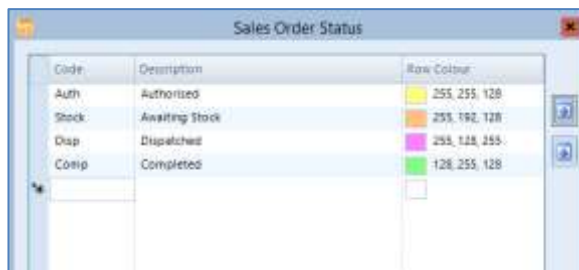 Sales Order Status
Code Description Row Colour
Auth Authorised 255, 255, 128
Stock Awaiting Stock 255, 192, 128
Disp Dispatched 255, 128, 255
Comp Completed 128, 255, 128